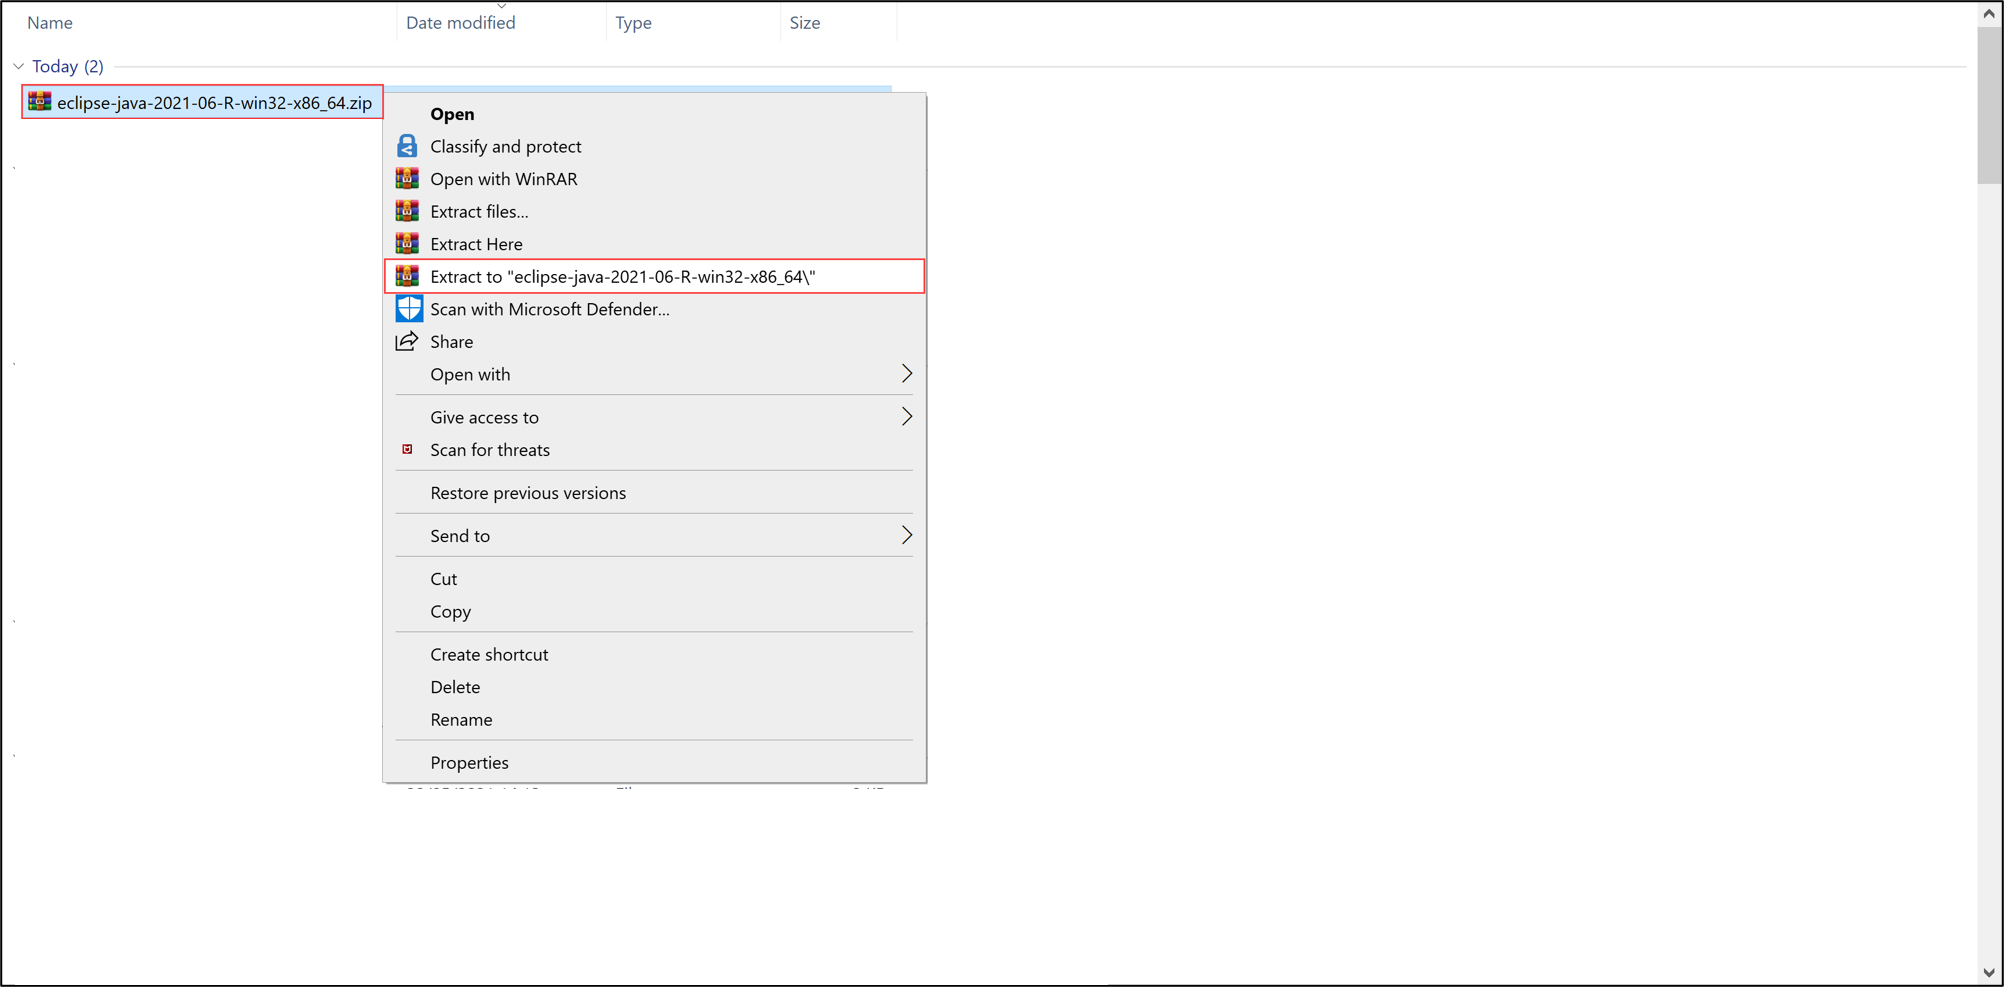 Name Date modified Type Size
Today (2)
eclipse-java-2021-06-R-win32-x86_64.zip
Open
Classify and protect
Open with WinRAR
Extract files...
Extract Here
Extract to "eclipse-java-2021-06-R-win32-x86_64\"
Scan with Microsoft Defender...
Share
Open with
Give access to
Scan for threats
Restore previous versions
Send to
Cut
Copy
Create shortcut
Delete
Rename
Properties